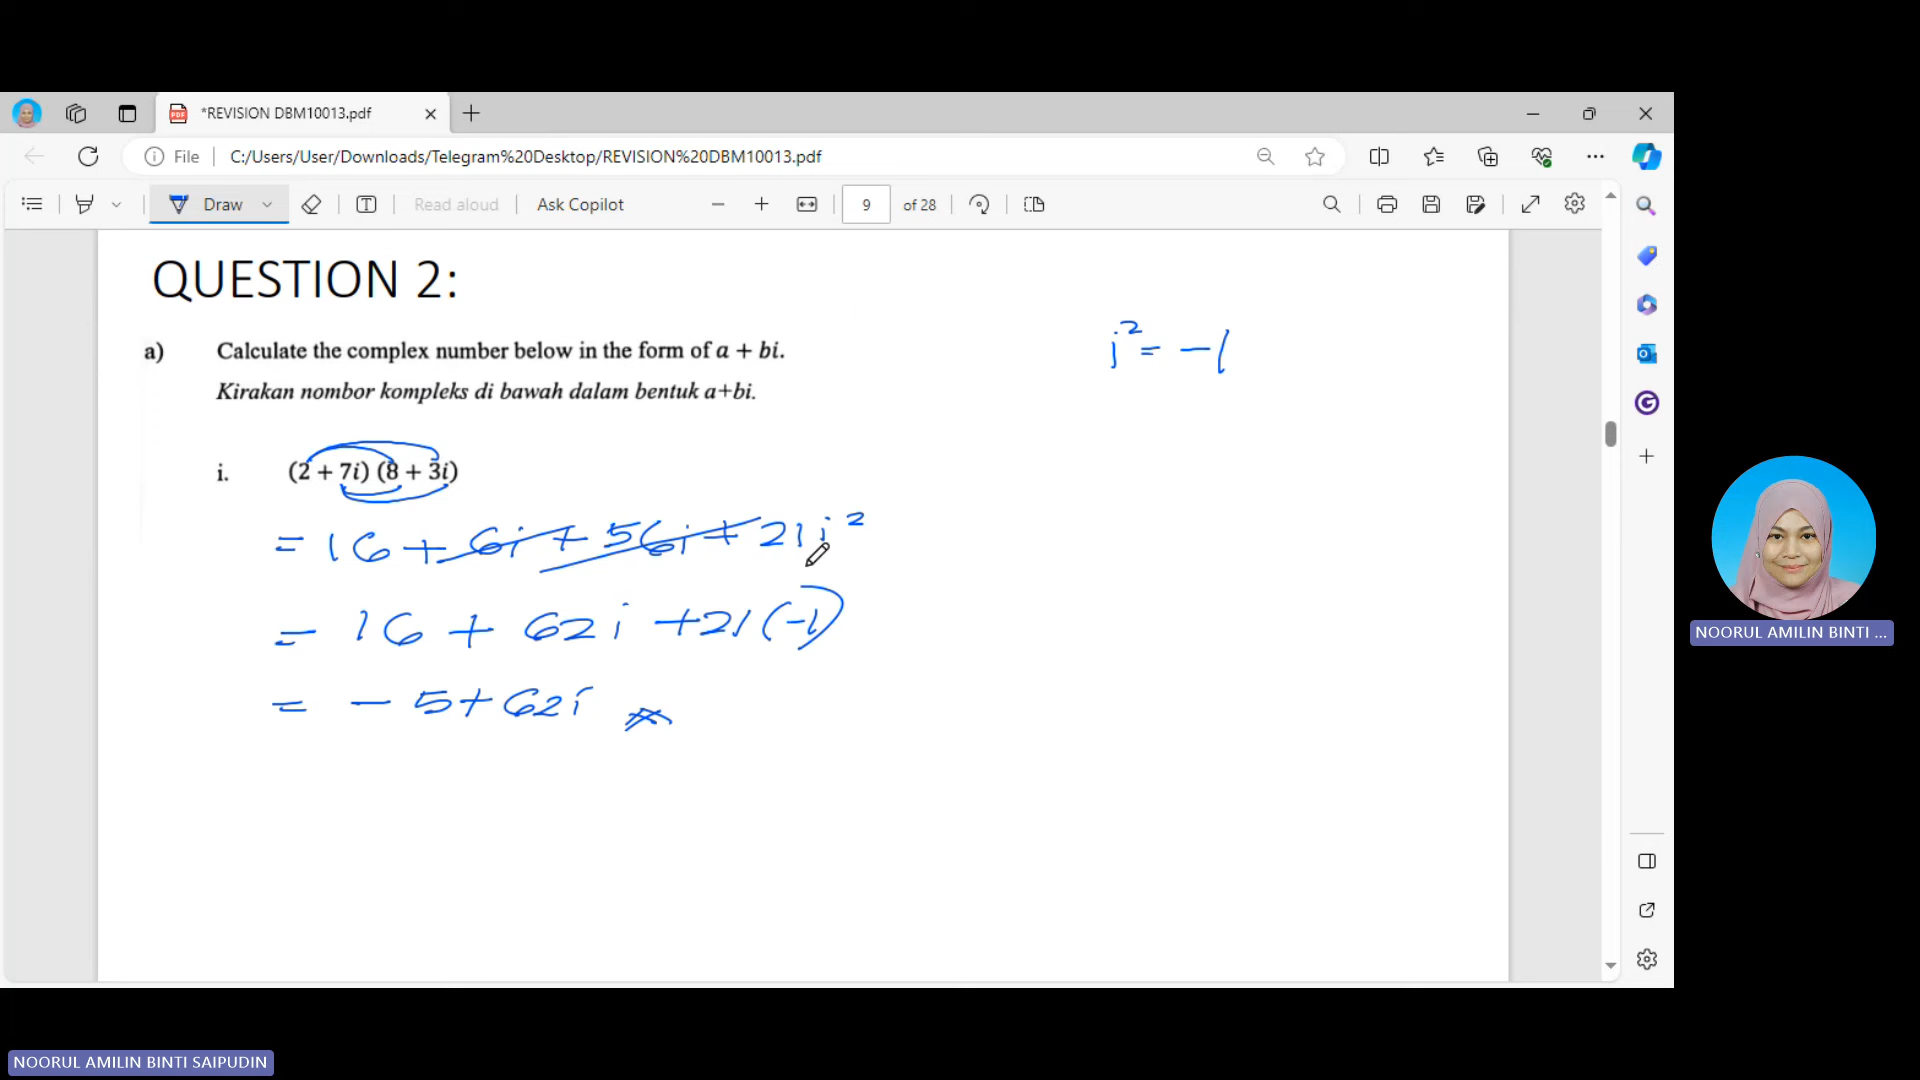 *REVISION DBM10013.pdf
File C:/Users/User/Downloads/Telegram%20Desktop/REVISION%20DBM10013.pdf
Draw Read aloud Ask Copilot 9 of 28
QUESTION 2:
a) Calculate the complex number below in the form of a + bi.
Kirakan nombor kompleks di bawah dalam bentuk a+bi.
i² = -1
i. (2 + 7i) (8 + 3i)
= 16 + 6i + 56i + 21i²
= 16 + 62i + 21(-1)
= - 5 + 62i
NOORUL AMILIN BINTI ...
NOORUL AMILIN BINTI SAIPUDIN